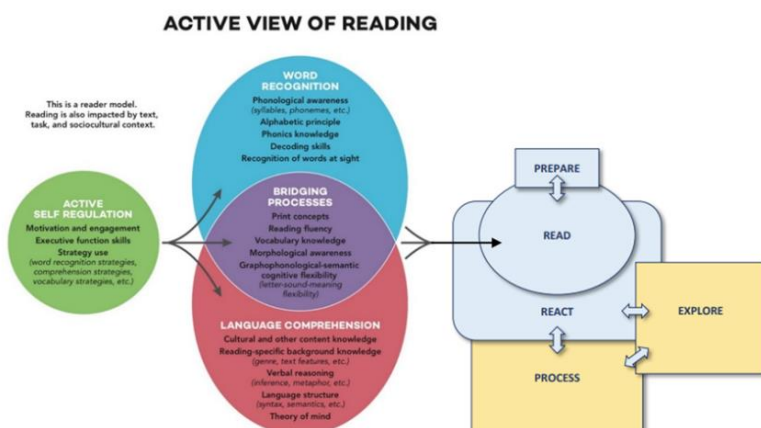 ACTIVE VIEW OF READING
This is a reader model.
Reading is also impacted by text,
task, and sociocultural context.
ACTIVE
SELF REGULATION
Motivation and engagement
Executive function skills
Strategy use
(word recognition strategies,
comprehension strategies,
vocabulary strategies, etc.)
WORD
RECOGNITION
Phonological awareness
(syllables, phonemes, etc.)
Alphabetic principle
Phonics knowledge
Decoding skills
Recognition of words at sight
BRIDGING
PROCESSES
Print concepts
Reading fluency
Vocabulary knowledge
Morphological awareness
Graphophonological-semantic
cognitive flexibility
(letter-sound-meaning
flexibility)
LANGUAGE COMPREHENSION
Cultural and other content knowledge
Reading-specific background knowledge
(genre, text features, etc.)
Verbal reasoning
(inference, metaphor, etc.)
Language structure
(syntax, semantics, etc.)
Theory of mind
PREPARE
READ
REACT
EXPLORE
PROCESS